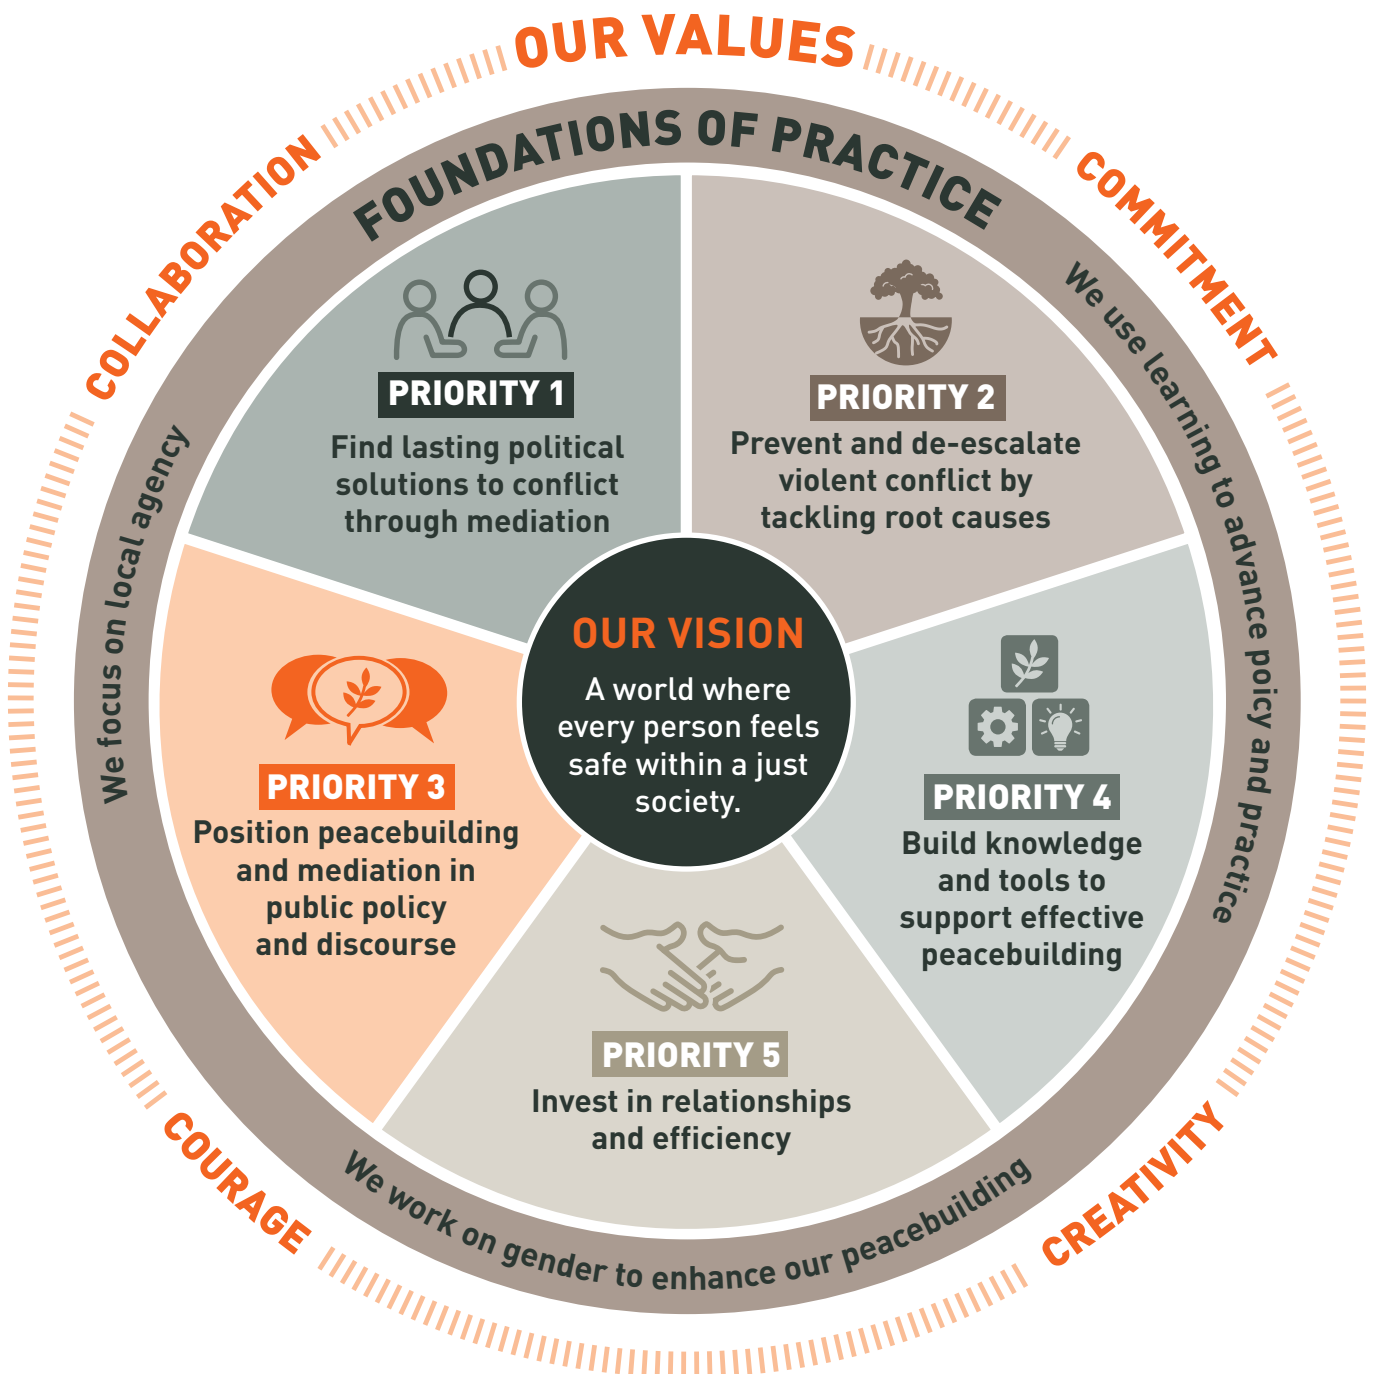 OUR VALUES
COLLABORATION
COMMITMENT
FOUNDATIONS OF PRACTICE
We focus on local agency
We use learning to advance poicy and practice
PRIORITY 1
Find lasting political
solutions to conflict
through mediation
PRIORITY 2
Prevent and de-escalate
violent conflict by
tackling root causes
OUR VISION
A world where
every person feels
safe within a just
society.
PRIORITY 3
Position peacebuilding
and mediation in
public policy
and discourse
PRIORITY 4
Build knowledge
and tools to
support effective
peacebuilding
PRIORITY 5
Invest in relationships
and efficiency
We work on gender to enhance our peacebuilding
COURAGE
CREATIVITY